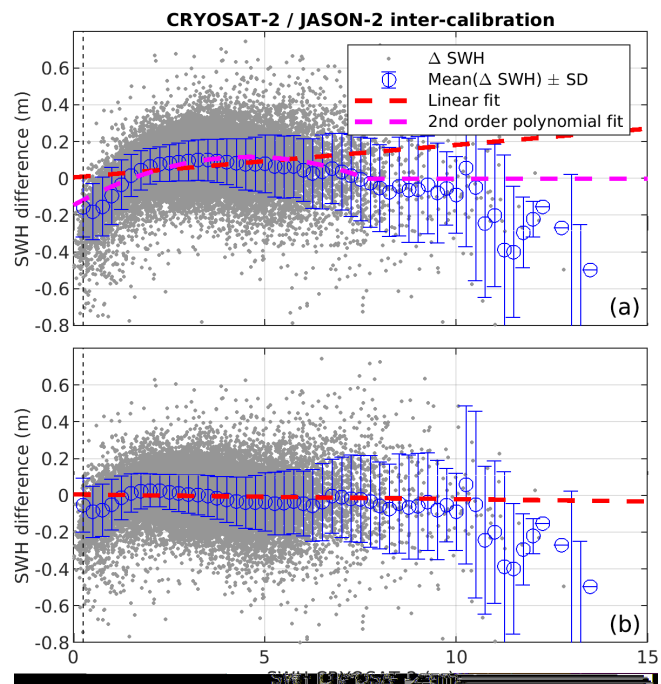 CRYOSAT-2 / JASON-2 inter-calibration
Δ SWH
Mean(Δ SWH) ± SD
Linear fit
2nd order polynomial fit
SWH difference (m)
0.6
0.4
0.2
0
-0.2
-0.4
-0.6
-0.8
(a)
SWH difference (m)
0.6
0.4
0.2
0
-0.2
-0.4
-0.6
-0.8
(b)
0 5 10 15